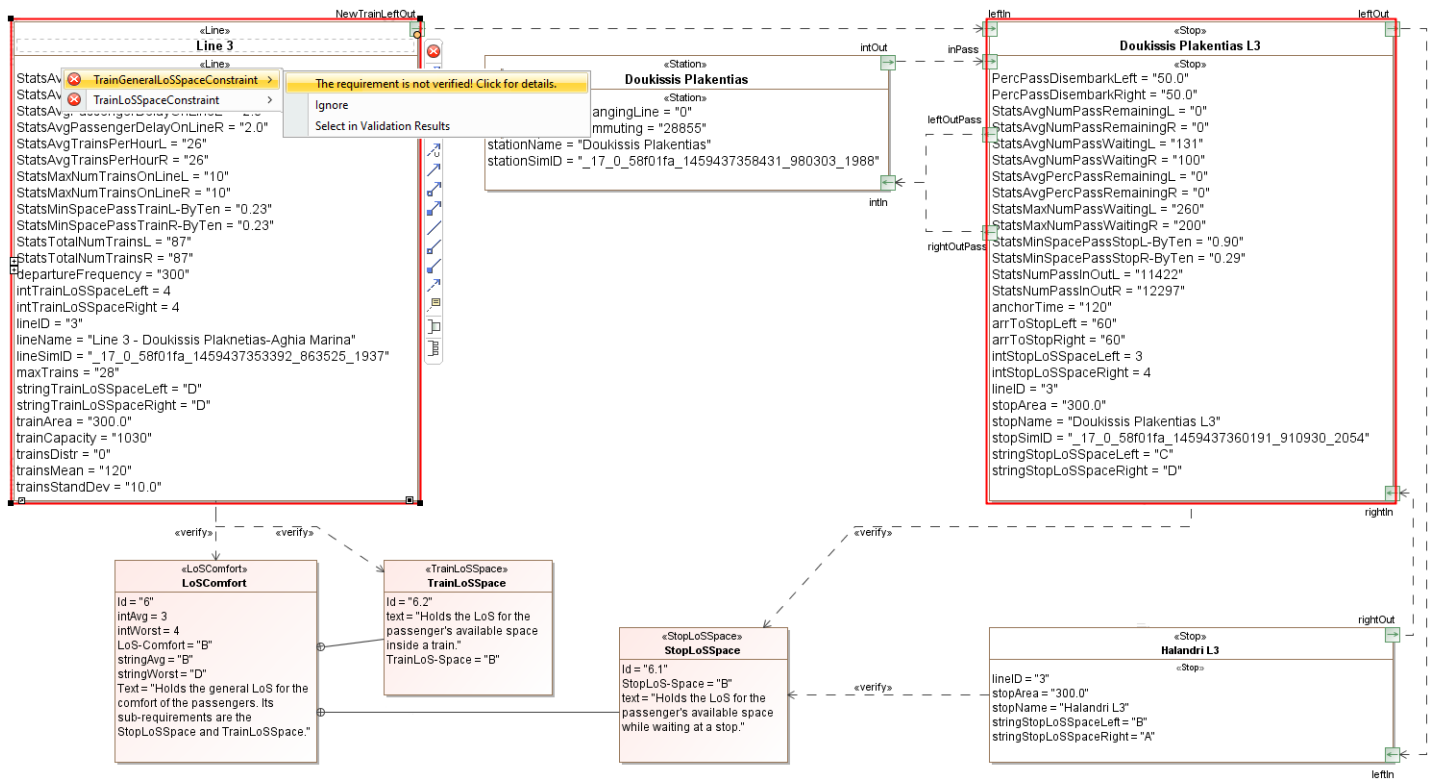 NewTrainLeftOut
«Line»
Line 3
«Line»
StatsAv
StatsAv
StatsAvgPassengerDelayOnLineR = "2.0"
StatsAvgTrainsPerHourL = "26"
StatsAvgTrainsPerHourR = "26"
StatsMaxNumTrainsOnLineL = "10"
StatsMaxNumTrainsOnLineR = "10"
StatsMinSpacePassTrainL-ByTen = "0.23"
StatsMinSpacePassTrainR-ByTen = "0.23"
StatsTotalNumTrainsL = "87"
StatsTotalNumTrainsR = "87"
departureFrequency = "300"
intTrainLoSSpaceLeft = 4
intTrainLoSSpaceRight = 4
lineID = "3"
lineName = "Line 3 - Doukissis Plaknetias-Aghia Marina"
lineSimID = "_17_0_58f01fa_1459437353392_863525_1937"
maxTrains = "28"
stringTrainLoSSpaceLeft = "D"
stringTrainLoSSpaceRight = "D"
trainArea = "300.0"
trainCapacity = "1030"
trainsDistr = "0"
trainsMean = "120"
trainsStandDev = "10.0"
TrainGeneralLoSSpaceConstraint
TrainLoSSpaceConstraint
The requirement is not verified! Click for details.
Ignore
Select in Validation Results
intOut
«Station»
Doukissis Plakentias
«Station»
angingLine = "0"
mmuting = "28855"
stationName = "Doukissis Plakentias"
stationSimID = "_17_0_58f01fa_1459437358431_980303_1988"
intIn
leftIn
leftOut
inPass
leftOutPass
rightOutPass
«Stop»
Doukissis Plakentias L3
«Stop»
PercPassDisembarkLeft = "50.0"
PercPassDisembarkRight = "50.0"
StatsAvgNumPassRemainingL = "0"
StatsAvgNumPassRemainingR = "0"
StatsAvgNumPassWaitingL = "131"
StatsAvgNumPassWaitingR = "100"
StatsAvgPercPassRemainingL = "0"
StatsAvgPercPassRemainingR = "0"
StatsMaxNumPassWaitingL = "260"
StatsMaxNumPassWaitingR = "200"
StatsMinSpacePassStopL-ByTen = "0.90"
StatsMinSpacePassStopR-ByTen = "0.29"
StatsNumPassInOutL = "11422"
StatsNumPassInOutR = "12297"
anchorTime = "120"
arrToStopLeft = "60"
arrToStopRight = "60"
intStopLoSSpaceLeft = 3
intStopLoSSpaceRight = 4
lineID = "3"
stopArea = "300.0"
stopName = "Doukissis Plakentias L3"
stopSimID = "_17_0_58f01fa_1459437360191_910930_2054"
stringStopLoSSpaceLeft = "C"
stringStopLoSSpaceRight = "D"
rightIn
«verify»
«verify»
«verify»
«LoSComfort»
LoSComfort
Id = "6"
intAvg = 3
intWorst = 4
LoS-Comfort = "B"
stringAvg = "B"
stringWorst = "D"
Text = "Holds the general LoS for the
comfort of the passengers. Its
sub-requirements are the
StopLoSSpace and TrainLoSSpace."
«TrainLoSSpace»
TrainLoSSpace
Id = "6.2"
text = "Holds the LoS for the
passenger's available space
inside a train."
TrainLoS-Space = "B"
«StopLoSSpace»
StopLoSSpace
Id = "6.1"
StopLoS-Space = "B"
text = "Holds the LoS for the
passenger's available space
while waiting at a stop."
«verify»
rightOut
«Stop»
Halandri L3
«Stop»
lineID = "3"
stopArea = "300.0"
stopName = "Halandri L3"
stringStopLoSSpaceLeft = "B"
stringStopLoSSpaceRight = "A"
leftIn